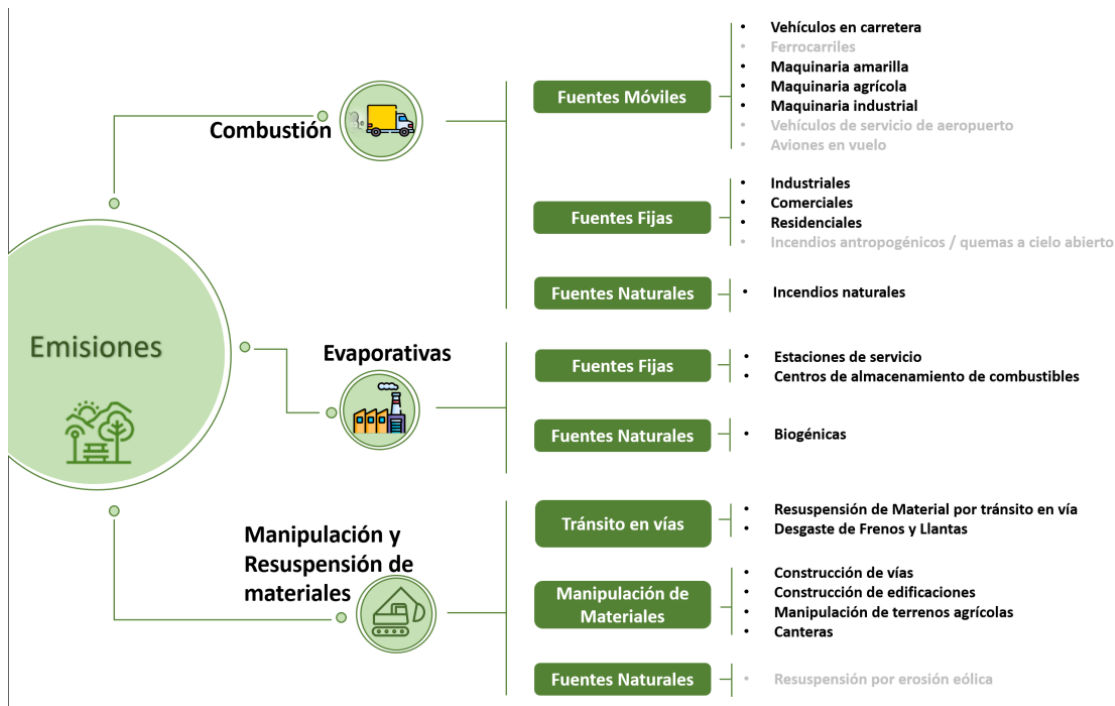 Emisiones
Combustión
Fuentes Móviles
• Vehículos en carretera
• Ferrocarriles
• Maquinaria amarilla
• Maquinaria agrícola
• Maquinaria industrial
• Vehículos de servicio de aeropuerto
• Aviones en vuelo
Fuentes Fijas
• Industriales
• Comerciales
• Residenciales
• Incendios antropogénicos / quemas a cielo abierto
Fuentes Naturales
• Incendios naturales
Evaporativas
Fuentes Fijas
• Estaciones de servicio
• Centros de almacenamiento de combustibles
Fuentes Naturales
• Biogénicas
Manipulación y
Resuspensión de
materiales
Tránsito en vías
• Resuspensión de Material por tránsito en vía
• Desgaste de Frenos y Llantas
Manipulación de
Materiales
• Construcción de vías
• Construcción de edificaciones
• Manipulación de terrenos agrícolas
• Canteras
Fuentes Naturales
• Resuspensión por erosión eólica